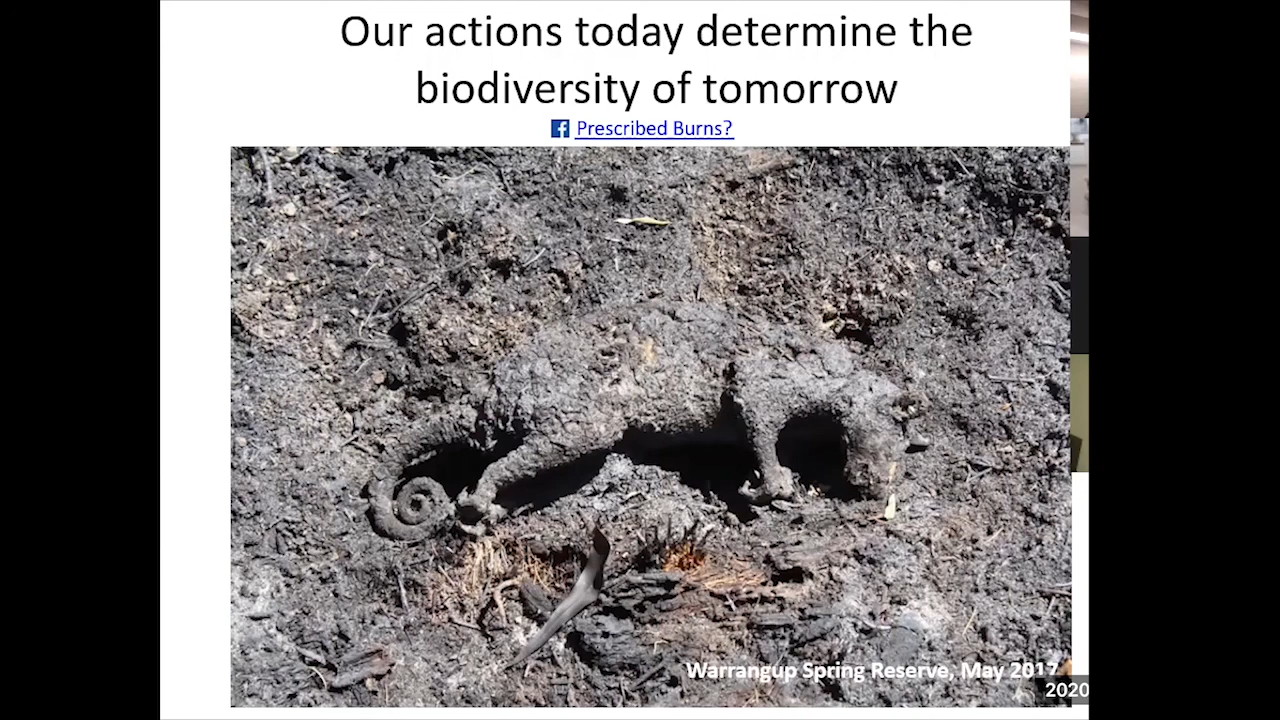 Our actions today determine the
biodiversity of tomorrow
f Prescribed Burns?
Warrangup Spring Reserve, May 2017
2020